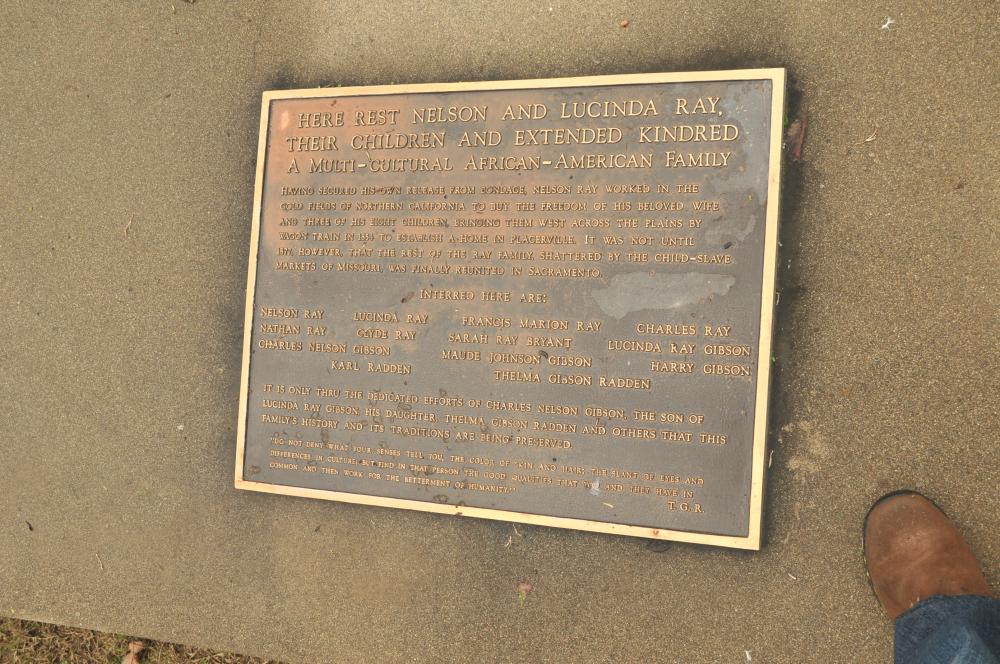 HERE REST NELSON AND LUCINDA RAY,
THEIR CHILDREN AND EXTENDED KINDRED
A MULTI-CULTURAL AFRICAN-AMERICAN FAMILY
HAVING SECURED HIS OWN RELEASE FROM BONDAGE, NELSON RAY WORKED IN THE
GOLD FIELDS OF NORTHERN CALIFORNIA TO BUY THE FREEDOM OF HIS BELOVED WIFE
AND THREE OF HIS EIGHT CHILDREN, BRINGING THEM WEST ACROSS THE PLAINS BY
WAGON TRAIN IN 1854 TO ESTABLISH A HOME IN PLACERVILLE. IT WAS NOT UNTIL
1877, HOWEVER, THAT THE REST OF THE RAY FAMILY, SHATTERED BY THE CHILD-SLAVE
MARKETS OF MISSOURI, WAS FINALLY REUNITED IN SACRAMENTO.
INTERRED HERE ARE:
NELSON RAY LUCINDA RAY FRANCIS MARION RAY CHARLES RAY
NATHAN RAY CLYDE RAY SARAH RAY BRYANT LUCINDA RAY GIBSON
CHARLES NELSON GIBSON MAUDE JOHNSON GIBSON HARRY GIBSON
KARL RADDEN THELMA GIBSON RADDEN
IT IS ONLY THRU THE DEDICATED EFFORTS OF CHARLES NELSON GIBSON, THE SON OF
LUCINDA RAY GIBSON, HIS DAUGHTER, THELMA GIBSON RADDEN AND OTHERS THAT THIS
FAMILY'S HISTORY AND ITS TRADITIONS ARE BEING PRESERVED.
"DO NOT DENY WHAT YOUR SENSES TELL YOU, THE COLOR OF SKIN AND HAIR; THE SLANT OF EYES AND
DIFFERENCES IN CULTURE; BUT FIND IN THAT PERSON THE GOOD QUALITIES THAT YOU AND THEY HAVE IN
COMMON AND THEN WORK FOR THE BETTERMENT OF HUMANITY."
T. G. R.